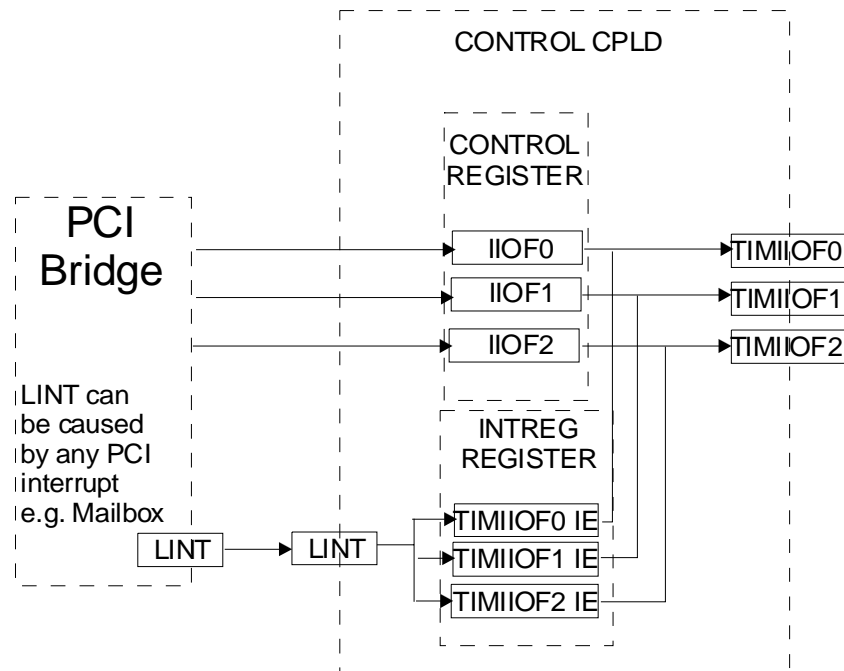 CONTROL CPLD
CONTROL
REGISTER
PCI
Bridge
IIOF0
TIMIIOF0
IIOF1
TIMIIOF1
IIOF2
TIMIIOF2
LINT can
be caused
by any PCI
interrupt
e.g. Mailbox
INTREG
REGISTER
TIMIIOF0 IE
LINT
LINT
TIMIIOF1 IE
TIMIIOF2 IE